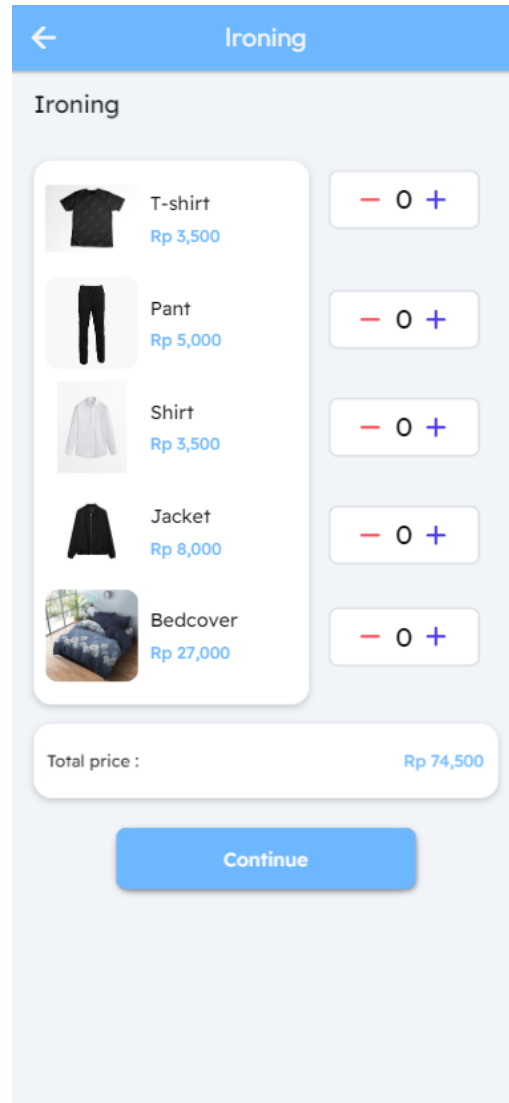 Ironing
Ironing
T-shirt
Rp 3,500
− 0 +
Pant
Rp 5,000
− 0 +
Shirt
Rp 3,500
− 0 +
Jacket
Rp 8,000
− 0 +
Bedcover
Rp 27,000
− 0 +
Total price : Rp 74,500
Continue